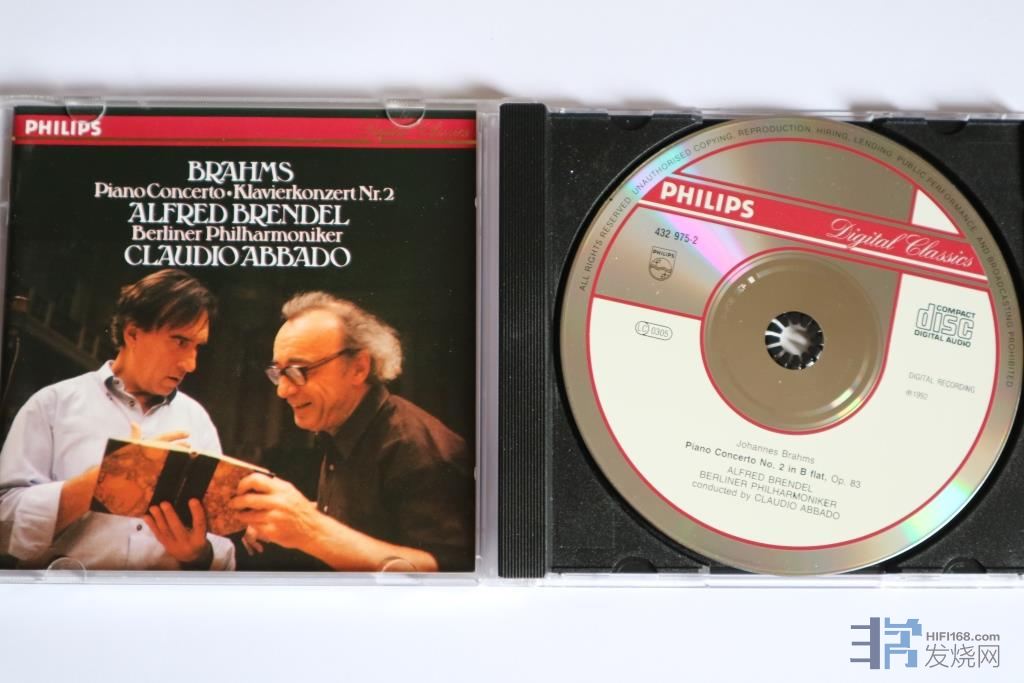 PHILIPS
Digital Classics
BRAHMS
Piano Concerto • Klavierkonzert Nr. 2
ALFRED BRENDEL
Berliner Philharmoniker
CLAUDIO ABBADO
ALL RIGHTS RESERVED. UNAUTHORISED COPYING, REPRODUCTION, HIRING, LENDING, PUBLIC PERFORMANCE AND BROADCASTING PROHIBITED
PHILIPS
Digital Classics
432 975-2
PHILIPS
LC 0305
COMPACT
disc
DIGITAL AUDIO
DIGITAL RECORDING
℗ 1992
Johannes Brahms
Piano Concerto No. 2 in B flat, Op. 83
ALFRED BRENDEL
BERLINER PHILHARMONIKER
conducted by CLAUDIO ABBADO
HIFI168.com
发烧网